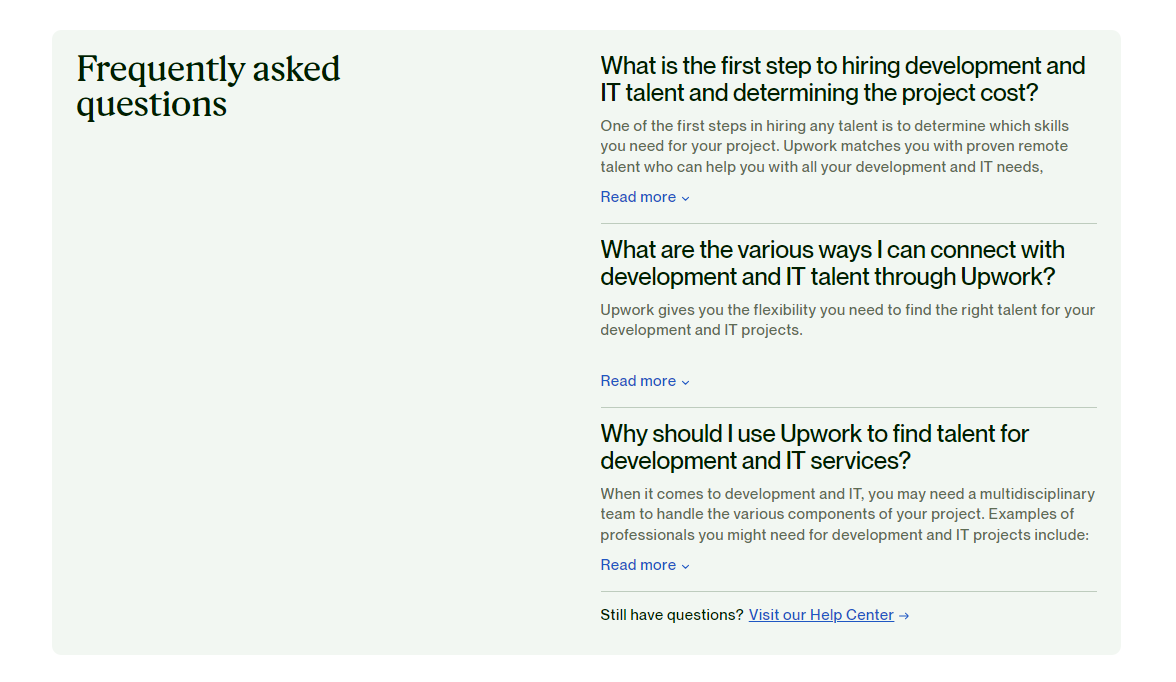 Frequently asked
questions
What is the first step to hiring development and
IT talent and determining the project cost?
One of the first steps in hiring any talent is to determine which skills
you need for your project. Upwork matches you with proven remote
talent who can help you with all your development and IT needs,
Read more
What are the various ways I can connect with
development and IT talent through Upwork?
Upwork gives you the flexibility you need to find the right talent for your
development and IT projects.
Read more
Why should I use Upwork to find talent for
development and IT services?
When it comes to development and IT, you may need a multidisciplinary
team to handle the various components of your project. Examples of
professionals you might need for development and IT projects include:
Read more
Still have questions? Visit our Help Center →